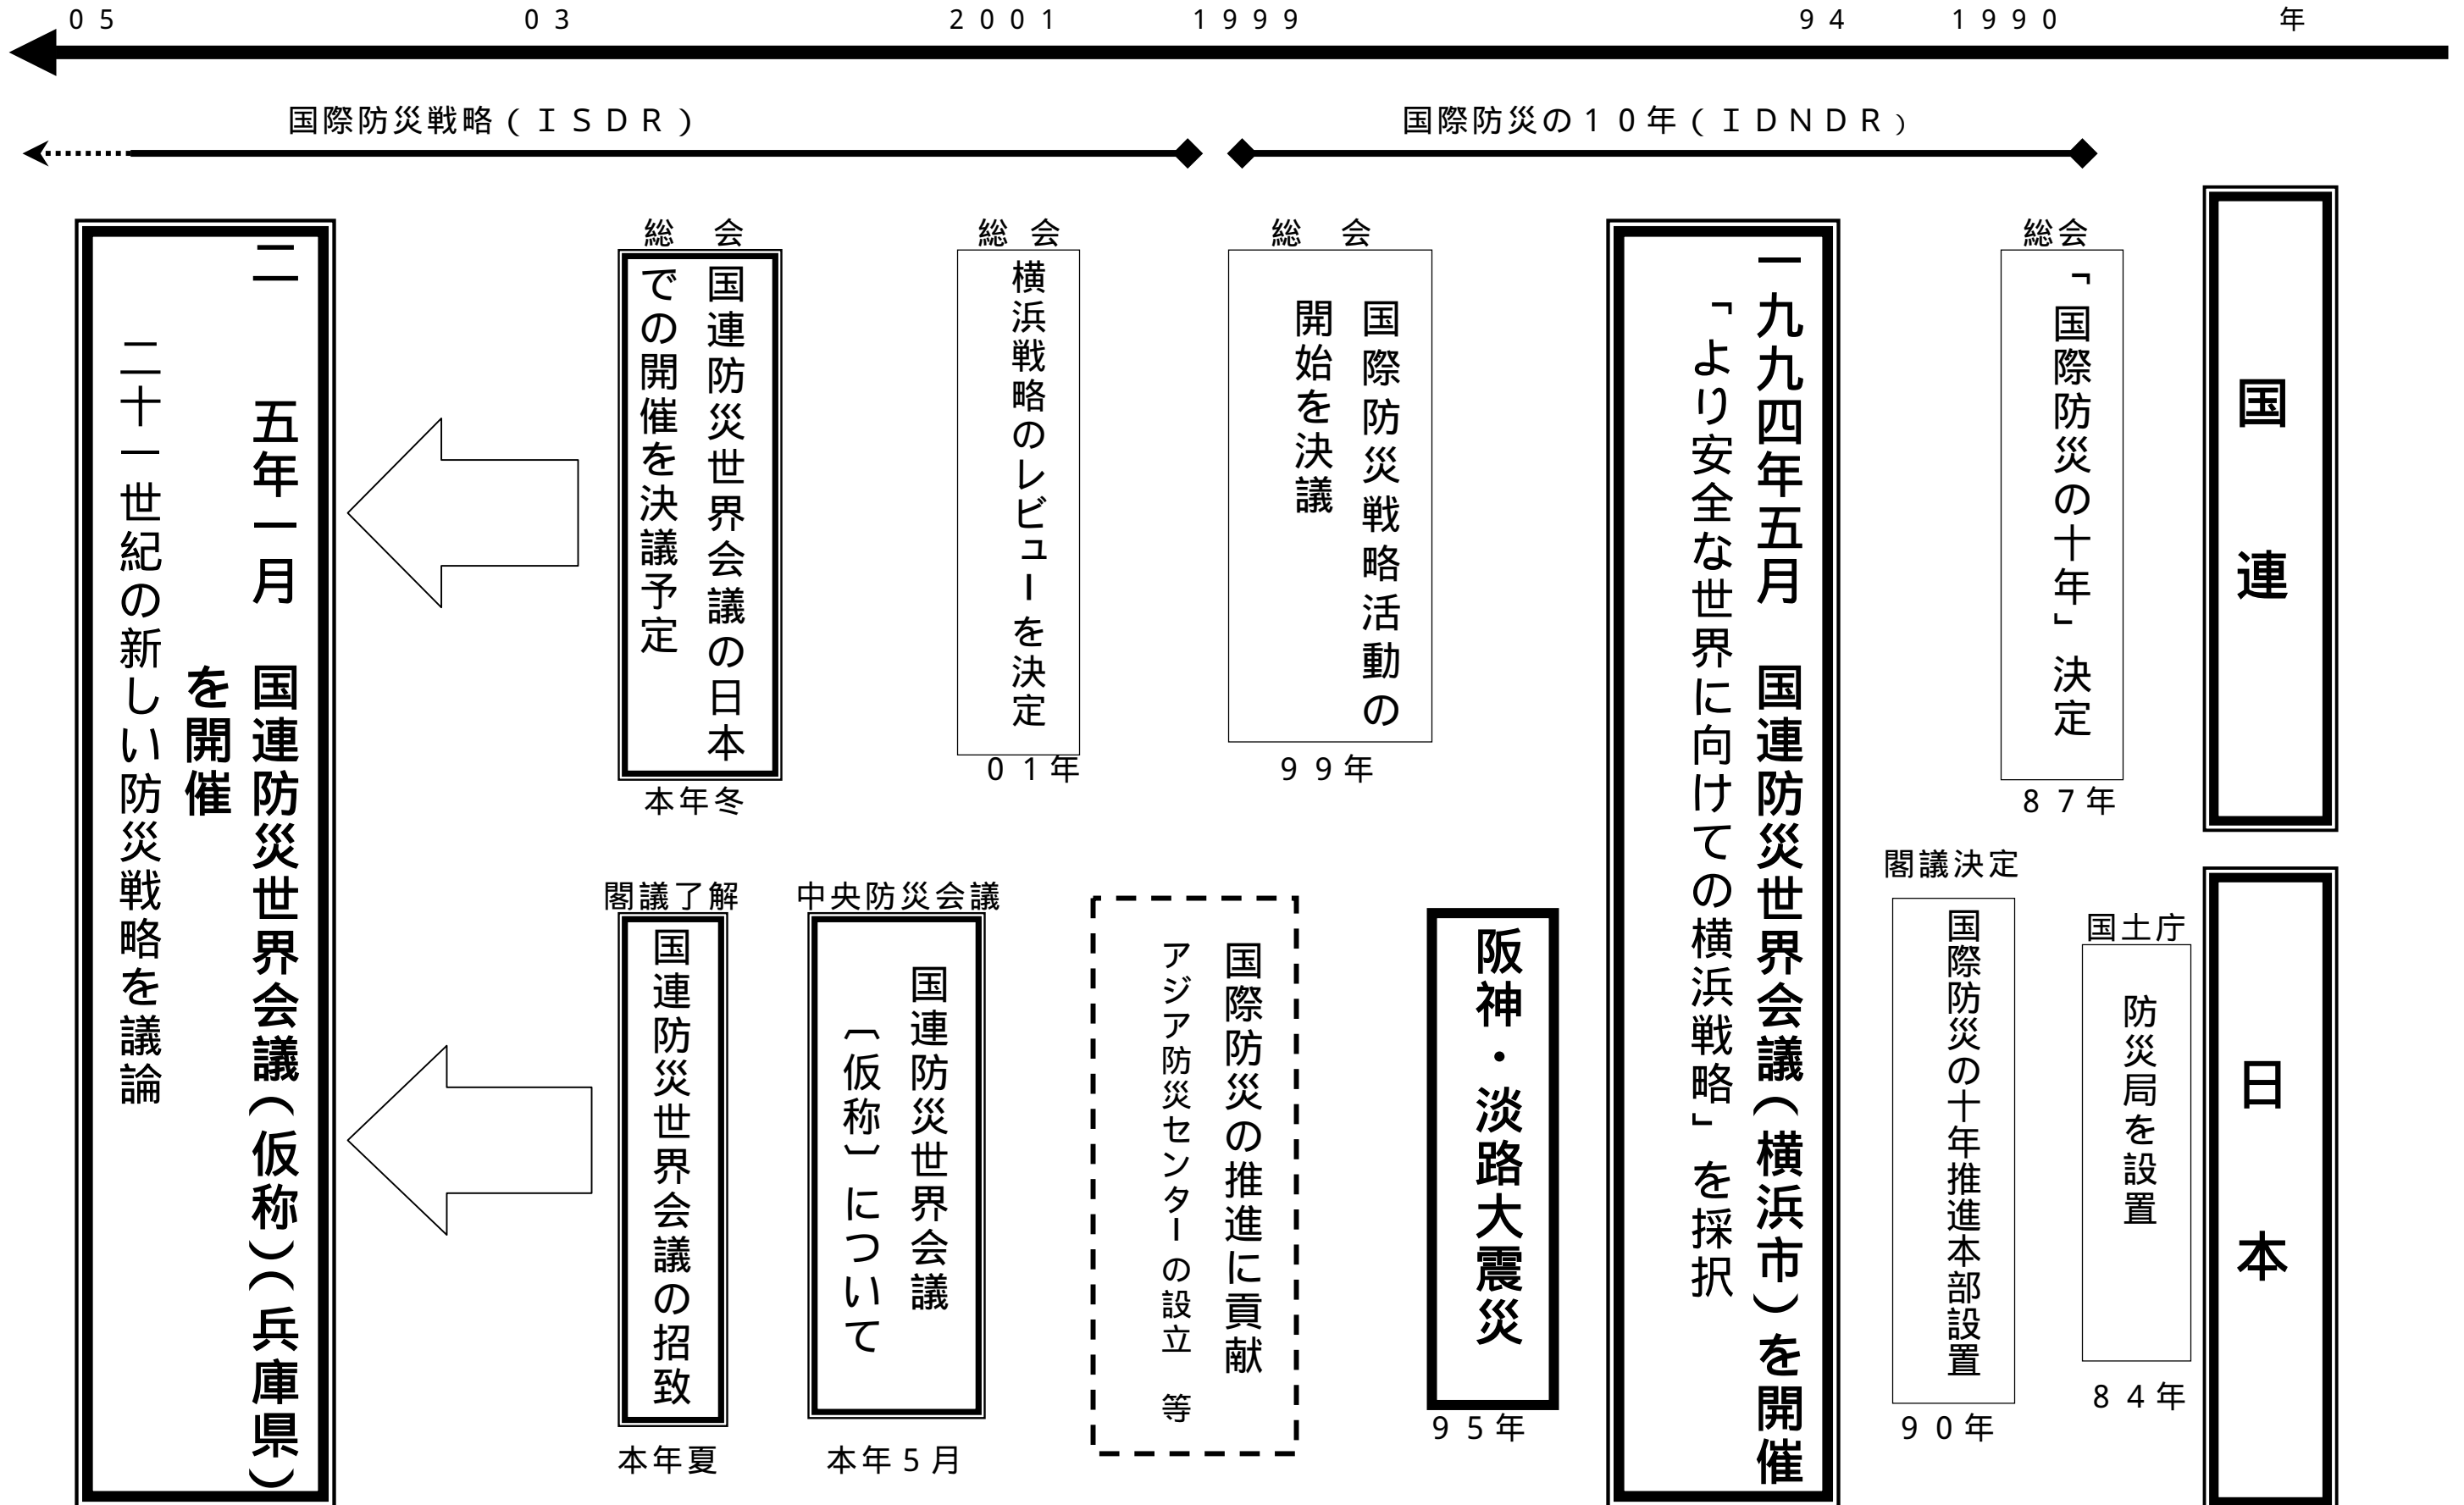 年
1990
94
1999
2001
03
05
国際防災の10年(IDNDR)
国際防災戦略(ISDR)
国連
総会
「国際防災の十年」決定
87年
一九九四年五月　国連防災世界会議(横浜市)を開催
「より安全な世界に向けての横浜戦略」を採択
総会
国際防災戦略活動の
開始を決議
99年
総会
横浜戦略のレビューを決定
01年
総会
国連防災世界会議の日本
での開催を決議予定
本年冬
二　　五年一月　国連防災世界会議(仮称)(兵庫県)
を開催
二十一世紀の新しい防災戦略を議論
日本
国土庁
防災局を設置
84年
閣議決定
国際防災の十年推進本部設置
90年
阪神・淡路大震災
95年
国際防災の推進に貢献
アジア防災センターの設立　等
中央防災会議
国連防災世界会議
〔仮称〕について
本年5月
閣議了解
国連防災世界会議の招致
本年夏